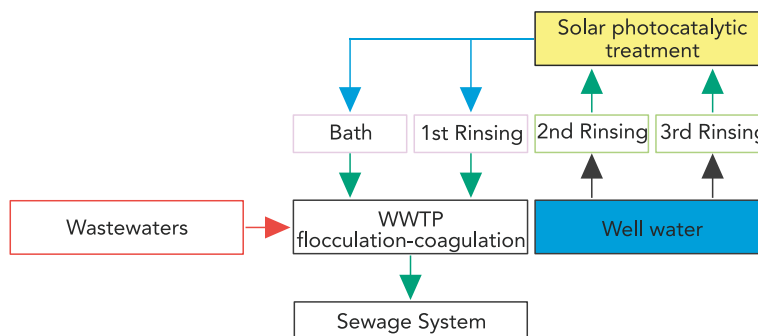 Solar photocatalytic
treatment
Bath
1st Rinsing
2nd Rinsing
3rd Rinsing
Wastewaters
WWTP
flocculation-coagulation
Well water
Sewage System